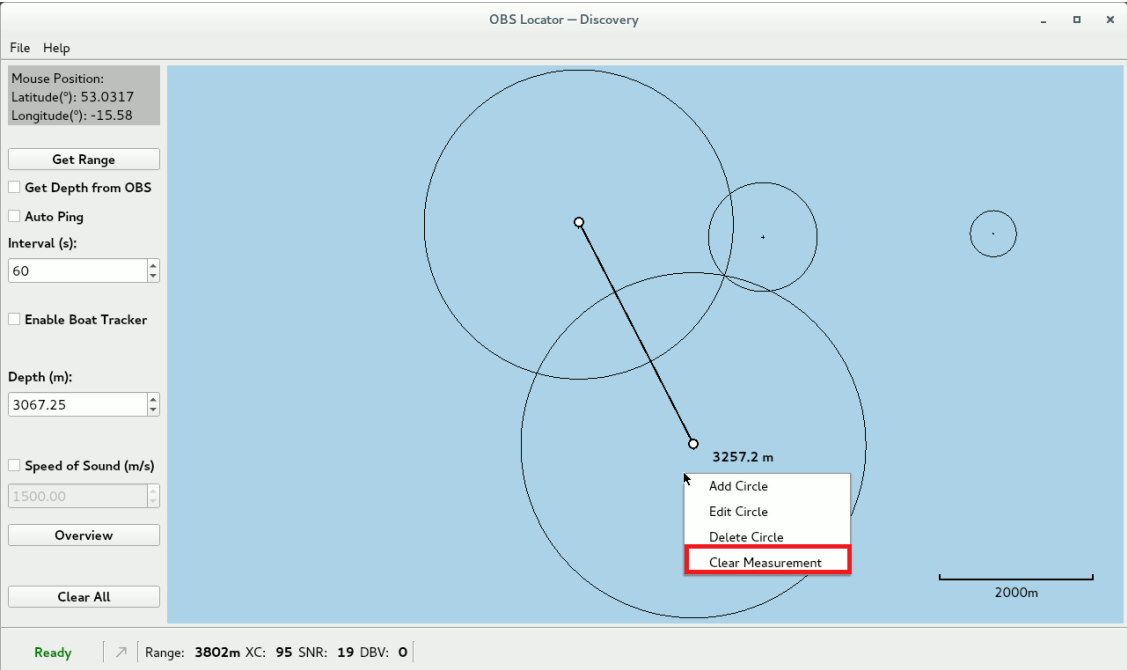 OBS Locator — Discovery
File Help
Mouse Position:
Latitude(º): 53.0317
Longitude(º): -15.58
Get Range
Get Depth from OBS
Auto Ping
Interval (s):
60
Enable Boat Tracker
Depth (m):
3067.25
Speed of Sound (m/s)
1500.00
Overview
Clear All
3257.2 m
Add Circle
Edit Circle
Delete Circle
Clear Measurement
2000m
Ready Range: 3802m XC: 95 SNR: 19 DBV: 0